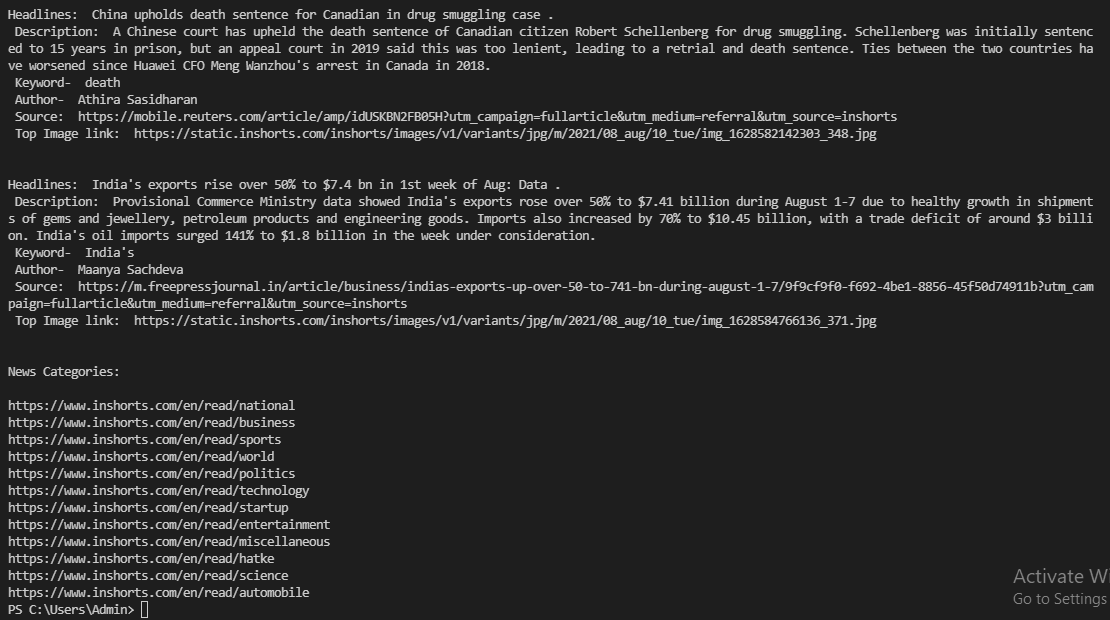 Headlines:  China upholds death sentence for Canadian in drug smuggling case .
 Description:  A Chinese court has upheld the death sentence of Canadian citizen Robert Schellenberg for drug smuggling. Schellenberg was initially sentenc
ed to 15 years in prison, but an appeal court in 2019 said this was too lenient, leading to a retrial and death sentence. Ties between the two countries ha
ve worsened since Huawei CFO Meng Wanzhou's arrest in Canada in 2018.
 Keyword-  death
 Author-  Athira Sasidharan
 Source:  https://mobile.reuters.com/article/amp/idUSKBN2FB05H?utm_campaign=fullarticle&utm_medium=referral&utm_source=inshorts
 Top Image link:  https://static.inshorts.com/inshorts/images/v1/variants/jpg/m/2021/08_aug/10_tue/img_1628582142303_348.jpg
Headlines:  India's exports rise over 50% to $7.4 bn in 1st week of Aug: Data .
 Description:  Provisional Commerce Ministry data showed India's exports rose over 50% to $7.41 billion during August 1-7 due to healthy growth in shipment
s of gems and jewellery, petroleum products and engineering goods. Imports also increased by 70% to $10.45 billion, with a trade deficit of around $3 billi
on. India's oil imports surged 141% to $1.8 billion in the week under consideration.
 Keyword-  India's
 Author-  Maanya Sachdeva
 Source:  https://m.freepressjournal.in/article/business/indias-exports-up-over-50-to-741-bn-during-august-1-7/9f9cf9f0-f692-4be1-8856-45f50d74911b?utm_cam
paign=fullarticle&utm_medium=referral&utm_source=inshorts
 Top Image link:  https://static.inshorts.com/inshorts/images/v1/variants/jpg/m/2021/08_aug/10_tue/img_1628584766136_371.jpg
News Categories:
https://www.inshorts.com/en/read/national
https://www.inshorts.com/en/read/business
https://www.inshorts.com/en/read/sports
https://www.inshorts.com/en/read/world
https://www.inshorts.com/en/read/politics
https://www.inshorts.com/en/read/technology
https://www.inshorts.com/en/read/startup
https://www.inshorts.com/en/read/entertainment
https://www.inshorts.com/en/read/miscellaneous
https://www.inshorts.com/en/read/hatke
https://www.inshorts.com/en/read/science
https://www.inshorts.com/en/read/automobile
PS C:\Users\Admin>
Activate Wi
Go to Settings